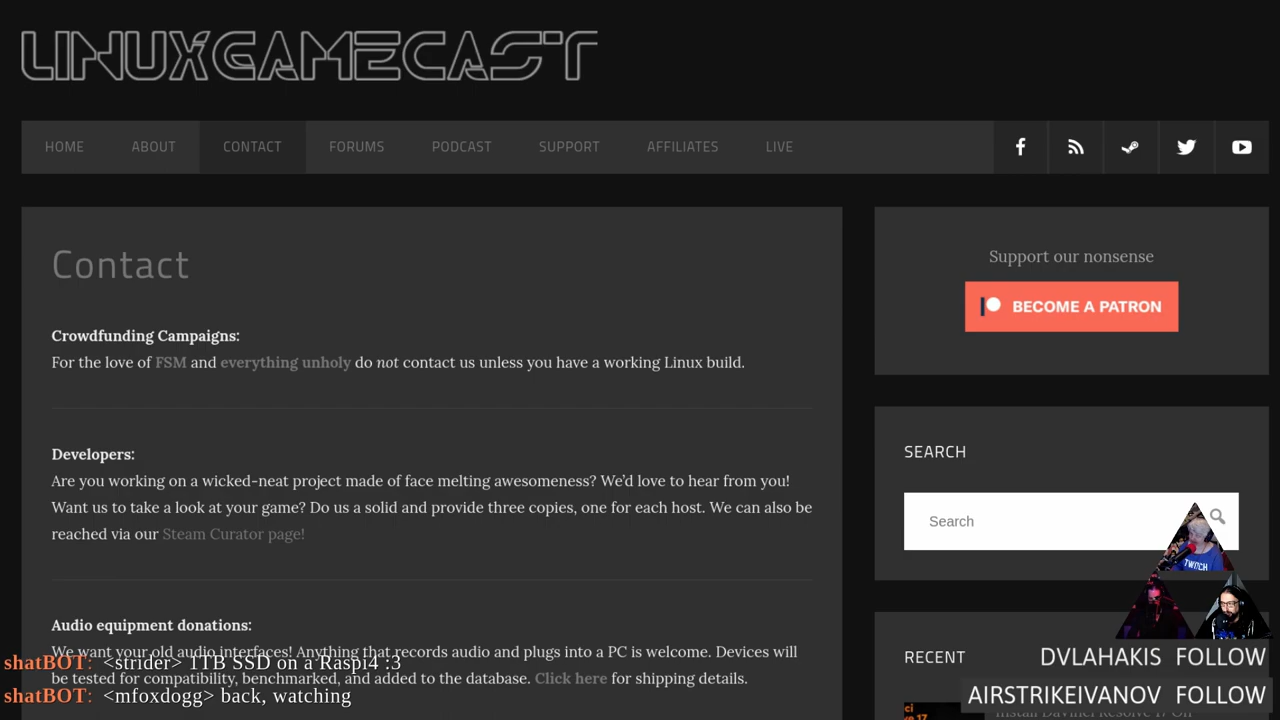 LINUXGAMECAST
HOME ABOUT CONTACT FORUMS PODCAST SUPPORT AFFILIATES LIVE
Contact
Crowdfunding Campaigns:
For the love of FSM and everything unholy do not contact us unless you have a working Linux build.
Developers:
Are you working on a wicked-neat project made of face melting awesomeness? We’d love to hear from you!
Want us to take a look at your game? Do us a solid and provide three copies, one for each host. We can also be
reached via our Steam Curator page!
Audio equipment donations:
We want your old audio interfaces! Anything that records audio and plugs into a PC is welcome. Devices will
be tested for compatibility, benchmarked, and added to the database. Click here for shipping details.
shatBOT: <strider> 1TB SSD on a Raspi4 :3
shatBOT: <mfoxdogg> back, watching
Support our nonsense
BECOME A PATRON
SEARCH
Search
TWITCH
RECENT
DVLAHAKIS FOLLOW
AIRSTRIKEIVANOV FOLLOW
Install DaVinci Resolve 17 On